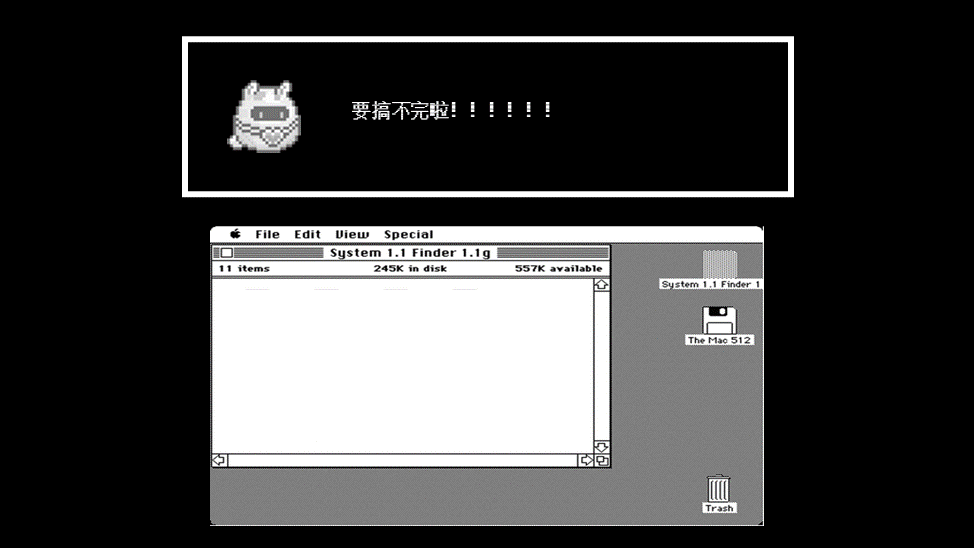 要搞不完啦！！！！！！
File Edit View Special
System 1.1 Finder 1.1g
11 items 245K in disk 557K available
System 1.1 Finder 1
The Mac 512
Trash